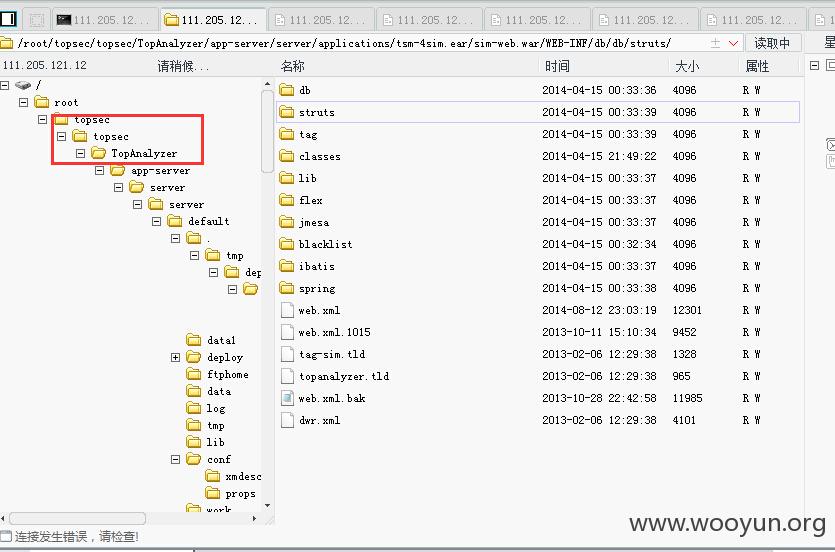 111.205.12... 111.205.12... 111.205.12... 111.205.12... 111.205.12... 111.205.12... 111.205.12...
/root/topsec/topsec/TopAnalyzer/app-server/server/applications/tsm-4sim.ear/sim-web.war/WEB-INF/db/db/struts/ 读取中
111.205.121.12 请稍候... 名称 时间 大小 属性
/
root
topsec
topsec
TopAnalyzer
app-server
server
server
default
.
tmp
dep
data1
deploy
ftphome
data
log
tmp
lib
conf
xmdesc
props
work
db 2014-04-15 00:33:36 4096 R W
struts 2014-04-15 00:33:39 4096 R W
tag 2014-04-15 00:33:39 4096 R W
classes 2014-04-15 21:49:22 4096 R W
lib 2014-04-15 00:33:37 4096 R W
flex 2014-04-15 00:33:37 4096 R W
jmesa 2014-04-15 00:33:37 4096 R W
blacklist 2014-04-15 00:32:34 4096 R W
ibatis 2014-04-15 00:33:37 4096 R W
spring 2014-04-15 00:33:38 4096 R W
web.xml 2014-08-12 23:03:19 12301 R W
web.xml.1015 2013-10-11 15:10:34 9452 R W
tag-sim.tld 2013-02-06 12:29:38 1328 R W
topanalyzer.tld 2013-02-06 12:29:38 965 R W
web.xml.bak 2013-10-28 22:42:58 11985 R W
dwr.xml 2013-02-06 12:29:38 4101 R W
连接发生错误，请检查!
www.wooyun.org